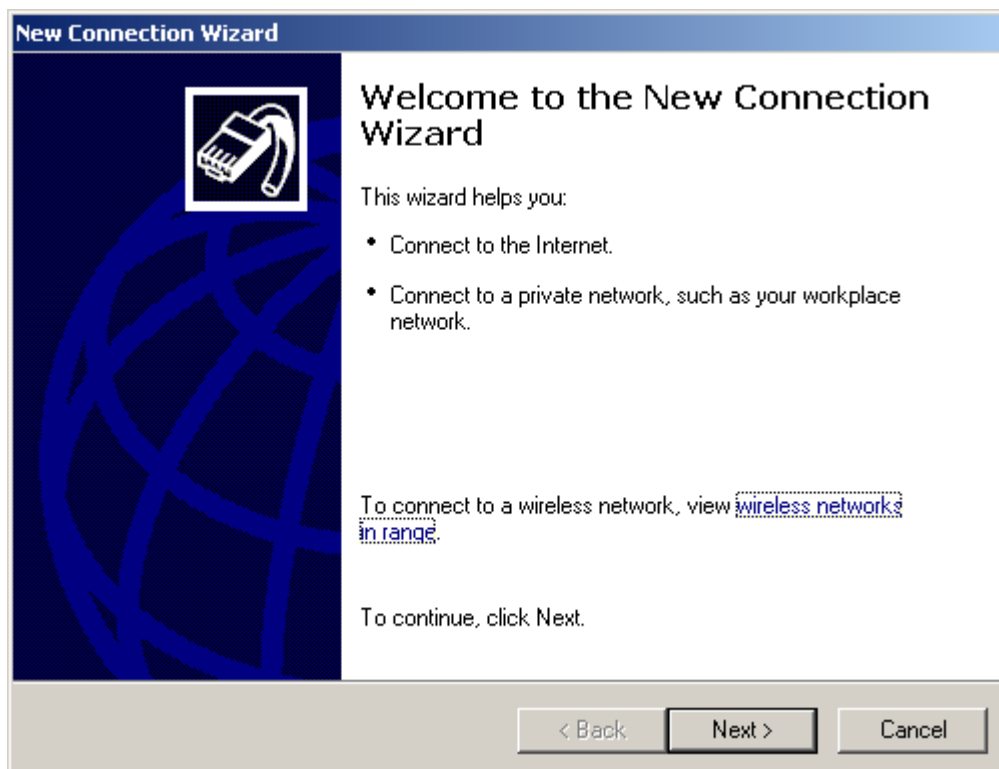 New Connection Wizard
Welcome to the New Connection
Wizard
This wizard helps you:
• Connect to the Internet.
• Connect to a private network, such as your workplace
network.
To connect to a wireless network, view wireless networks
in range.
To continue, click Next.
< Back
Next >
Cancel